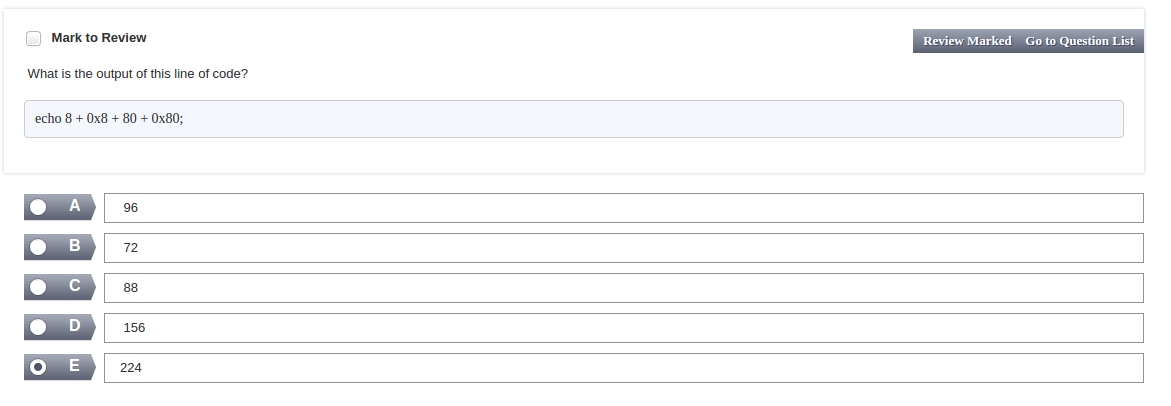 Mark to Review
Review Marked Go to Question List
What is the output of this line of code?
echo 8 + 0x8 + 80 + 0x80;
A 96
B 72
C 88
D 156
E 224